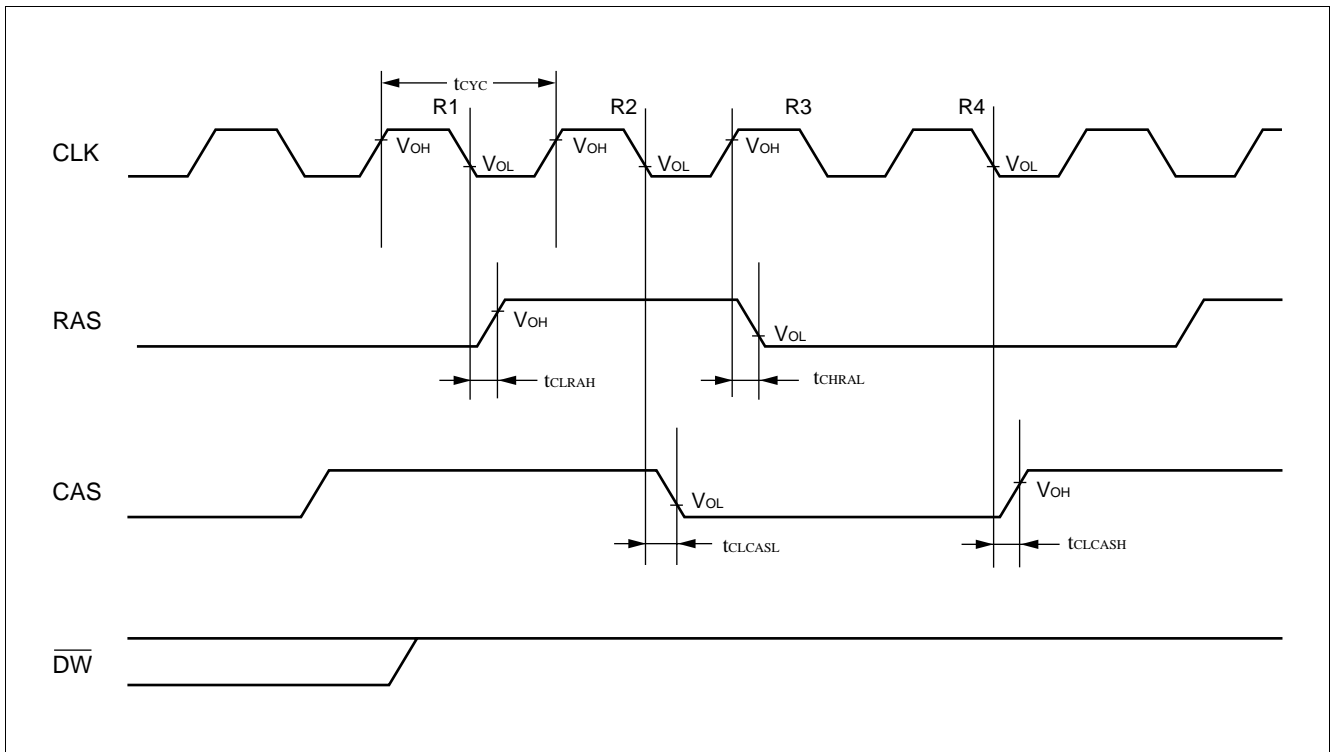 tCYC
R1 R2 R3 R4
CLK
VOH VOL VOH VOL VOH VOL
RAS
VOH VOL
tCLRAH tCHRAL
CAS
VOL VOH
tCLCASL tCLCASH
DW